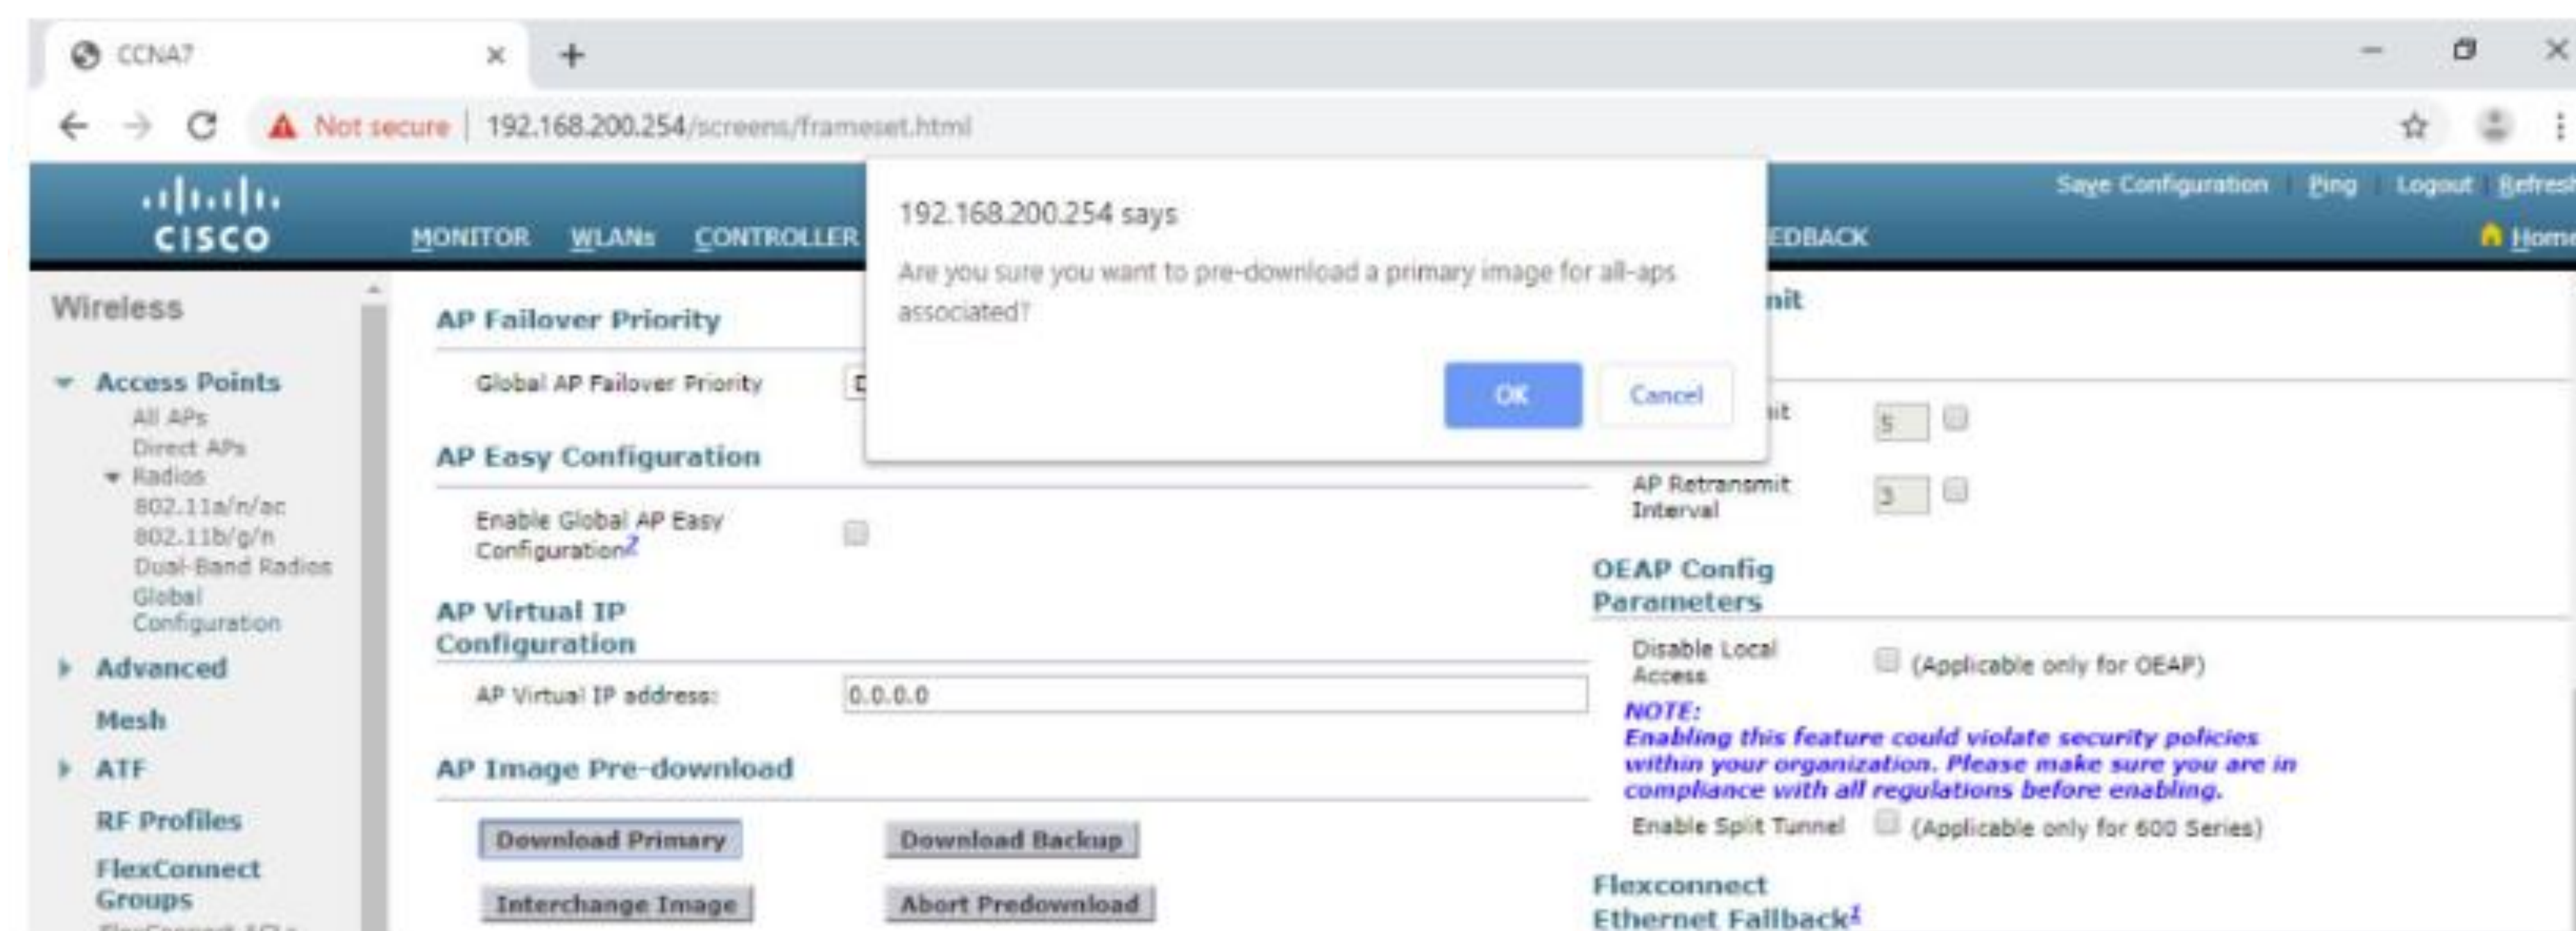 CCNA7
Not secure | 192.168.200.254/screens/frameset.html
CISCO
MONITOR WLANs CONTROLLER
EDBACK
Save Configuration Ping Logout Refresh
Home
192.168.200.254 says
Are you sure you want to pre-download a primary image for all-aps
associated?
OK Cancel
Wireless
Access Points
All APs
Direct APs
Radios
802.11a/n/ac
802.11b/g/n
Dual-Band Radios
Global
Configuration
Advanced
Mesh
ATF
RF Profiles
FlexConnect
Groups
AP Failover Priority
Global AP Failover Priority
AP Easy Configuration
Enable Global AP Easy
Configuration2
AP Virtual IP
Configuration
AP Virtual IP address: 0.0.0.0
AP Image Pre-download
Download Primary Download Backup
Interchange Image Abort Predownload
nit
it 5
AP Retransmit
Interval 3
OEAP Config
Parameters
Disable Local
Access (Applicable only for OEAP)
NOTE:
Enabling this feature could violate security policies
within your organization. Please make sure you are in
compliance with all regulations before enabling.
Enable Split Tunnel (Applicable only for 600 Series)
Flexconnect
Ethernet Fallback1